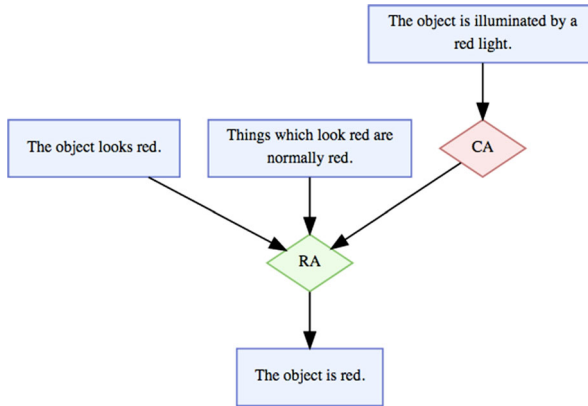 The object is illuminated by a
red light.
The object looks red.
Things which look red are
normally red.
CA
RA
The object is red.